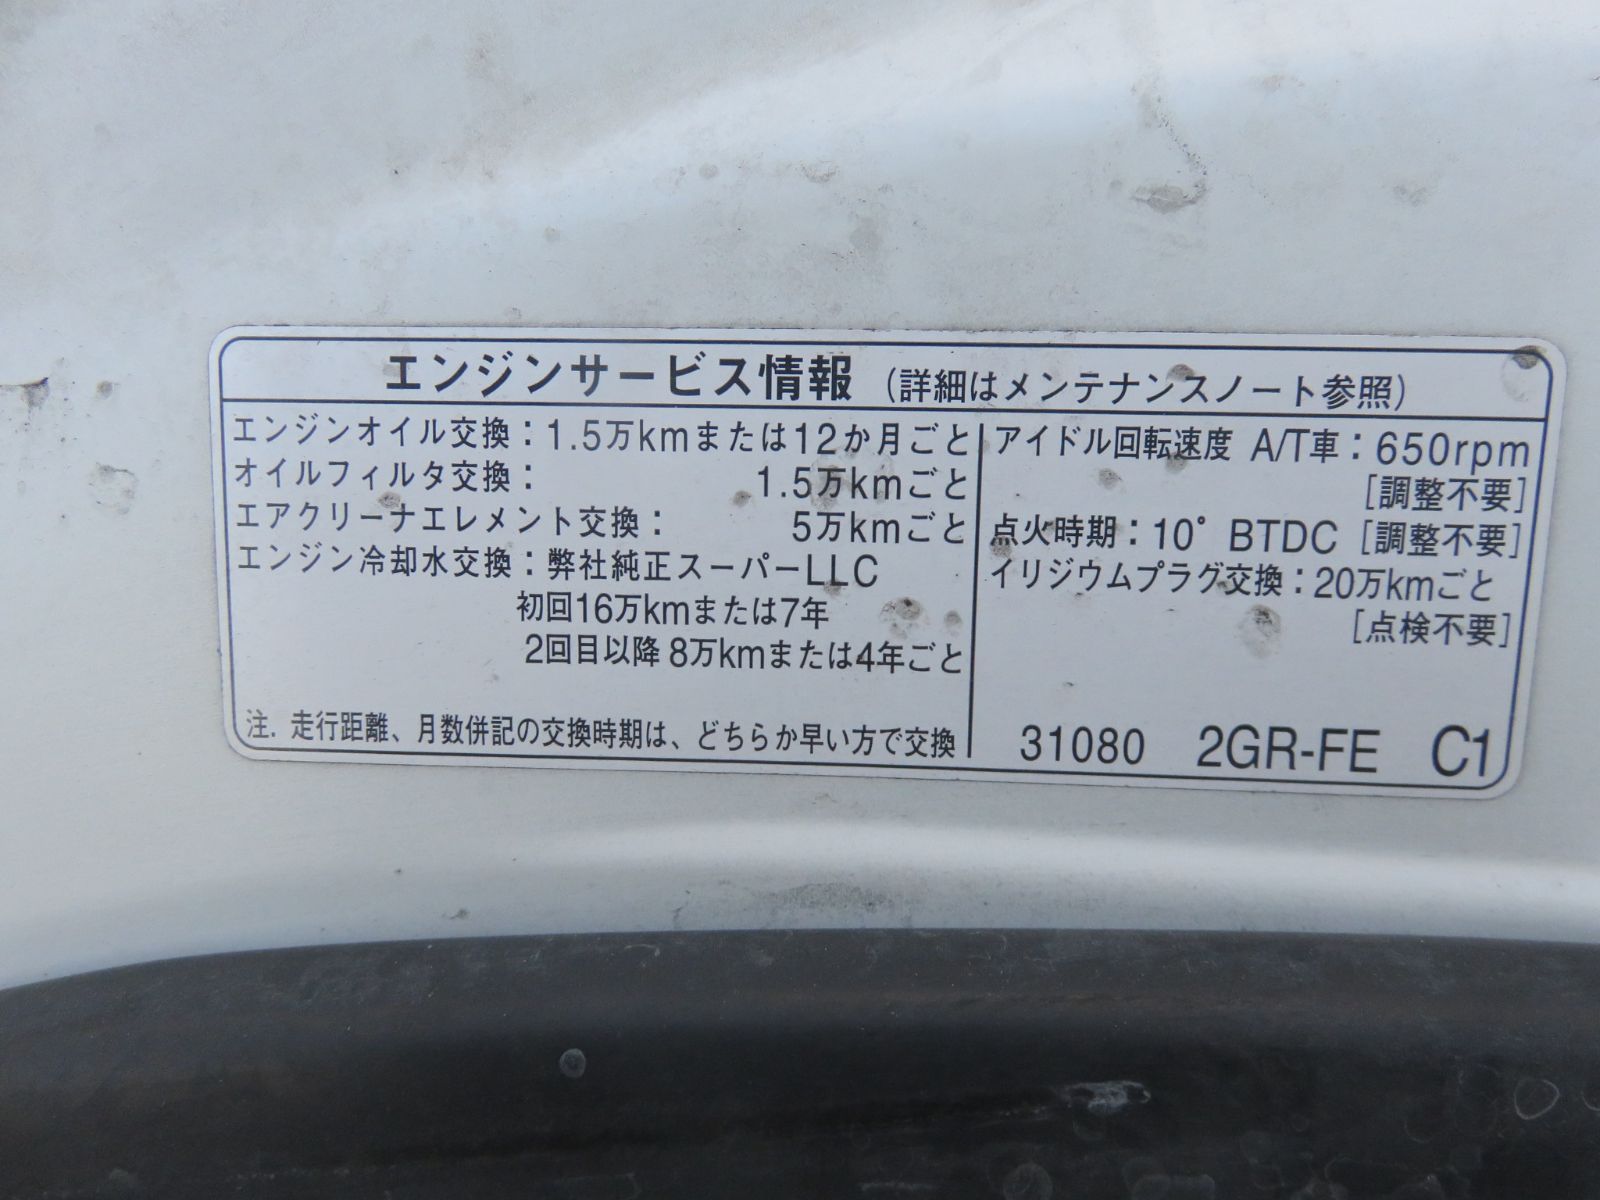 エンジンサービス情報 (詳細はメンテナンスノート参照)
エンジンオイル交換：1.5万kmまたは12か月ごと
オイルフィルタ交換： 1.5万kmごと
エアクリーナエレメント交換： 5万kmごと
エンジン冷却水交換：弊社純正スーパーLLC
初回16万kmまたは7年
2回目以降 8万kmまたは4年ごと
注. 走行距離、月数併記の交換時期は、どちらか早い方で交換
アイドル回転速度 A/T車：650rpm
[調整不要]
点火時期：10° BTDC [調整不要]
イリジウムプラグ交換：20万kmごと
[点検不要]
31080 2GR-FE C1